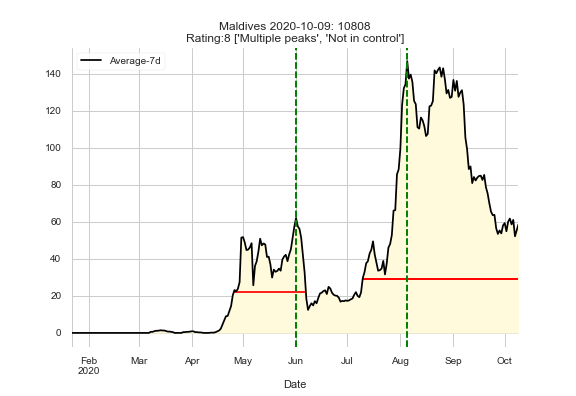 Maldives 2020-10-09: 10808
Rating:8 ['Multiple peaks', 'Not in control']
Average-7d
140
120
100
80
60
40
20
0
Feb
2020
Mar
Apr
May
Jun
Jul
Aug
Sep
Oct
Date